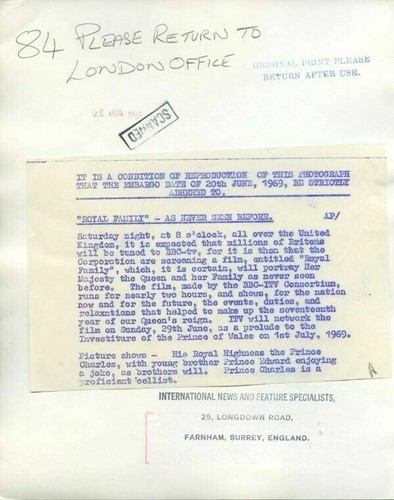 84 PLEASE RETURN TO
LONDON OFFICE
ORIGINAL PRINT PLEASE
RETURN AFTER USE.
SCANNED
IT IS A CONDITION OF REPRODUCTION OF THIS PHOTOGRAPH
THAT THE EMBARGO DATE OF 20th JUNE, 1969, BE STRICTLY
ADHERED TO.
"ROYAL FAMILY" - AS NEVER SEEN BEFORE. AP/
Saturday night, at 8 o'clock, all over the United
Kingdom, it is expected that millions of Britons
will be tuned to BBC-tv, for it is then that the
Corporation are screening a film, entitled "Royal
Family", which, it is certain, will portray Her
Majesty the Queen and her Family as never seen
before. The film, made by the BBC-ITV Consortium,
runs for nearly two hours, and shows, for the nation
now and for the future, the events, duties, and
relaxations that helped to make up the seventeenth
year of our Queen's reign. ITV will network the
film on Sunday, 29th June, as a prelude to the
Investiture of the Prince of Wales on 1st July, 1969.
Picture shows - His Royal Highness the Prince
Charles, with young brother Prince Edward enjoying
a joke, as brothers will. Prince Charles is a
proficient 'cellist.
INTERNATIONAL NEWS AND FEATURE SPECIALISTS,
25, LONGDOWN ROAD,
FARNHAM, SURREY, ENGLAND.